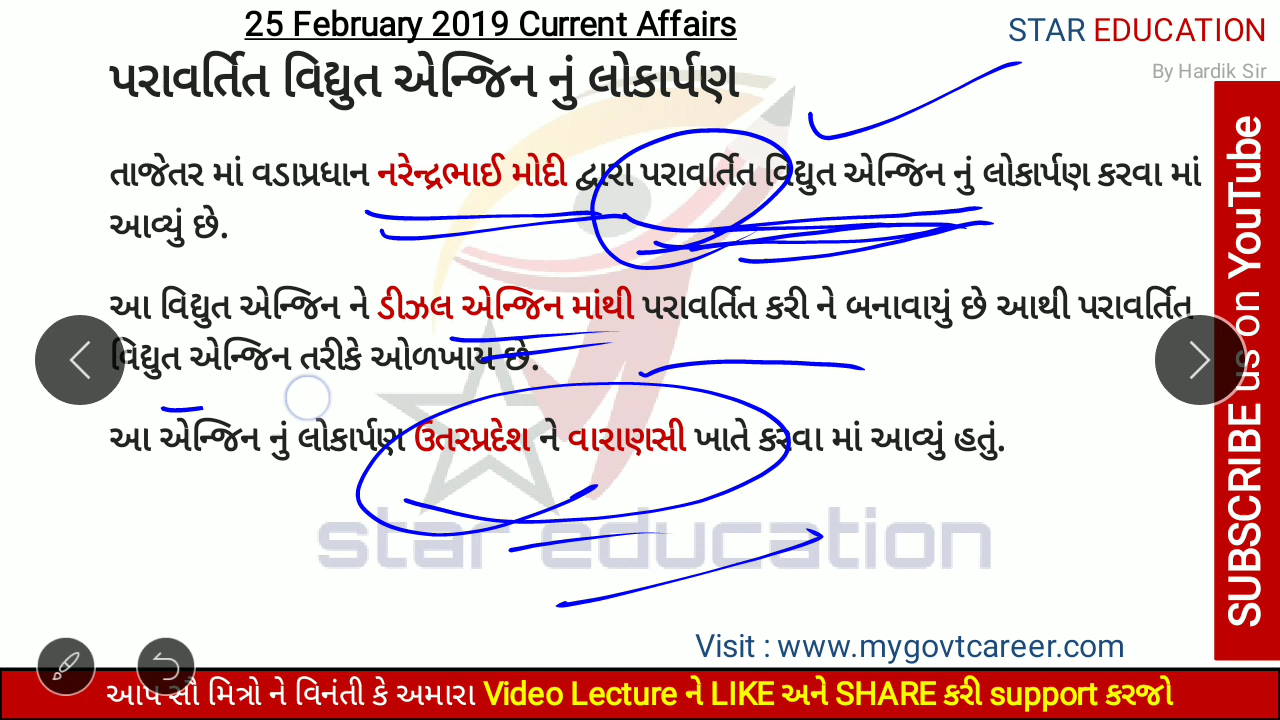 25 February 2019 Current Affairs
STAR EDUCATION
By Hardik Sir
પરાવર્તિત વિદ્યુત એન્જિન નું લોકાર્પણ
તાજેતર માં વડાપ્રધાન નરેન્દ્રભાઈ મોદી દ્વારા પરાવર્તિત વિદ્યુત એન્જિન નું લોકાર્પણ કરવા માં
આવ્યું છે.
આ વિદ્યુત એન્જિન ને ડીઝલ એન્જિન માંથી પરાવર્તિત કરી ને બનાવાયું છે આથી પરાવર્તિત
વિદ્યુત એન્જિન તરીકે ઓળખાય છે.
આ એન્જિન નું લોકાર્પણ ઉતરપ્રદેશ ને વારાણસી ખાતે કરવા માં આવ્યું હતું.
star education
SUBSCRIBE us on YouTube
Visit : www.mygovtcareer.com
આપ સૌ મિત્રો ને વિનંતી કે અમારા Video Lecture ને LIKE અને SHARE કરી support કરજો